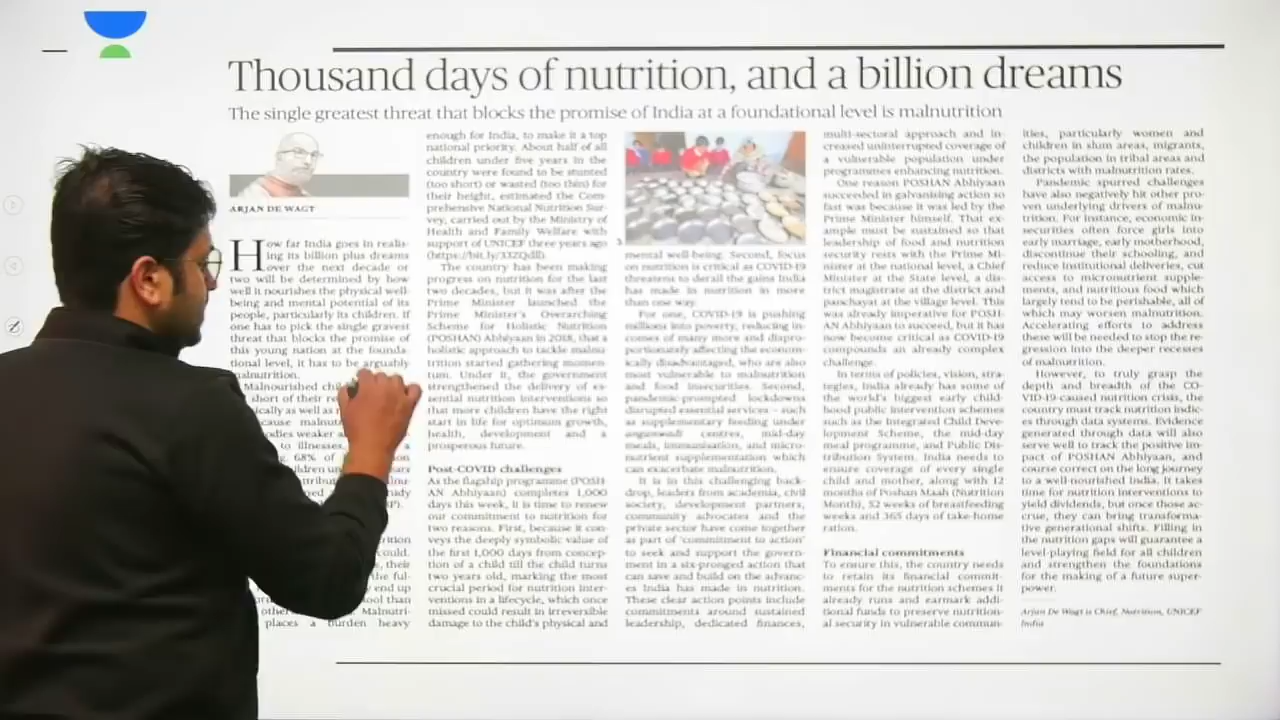 Thousand days of nutrition, and a billion dreams
The single greatest threat that blocks the promise of India at a foundational level is malnutrition
ARJAN DE WAGT
How far India goes in realis-
ing its billion plus dreams
over the next decade or
two will be determined by how
well it nourishes the physical well-
being and mental potential of its
people, particularly its children. If
one has to pick the single gravest
threat that blocks the promise of
this young nation at the founda-
tional level, it has to be arguably
malnutrition.
Malnourished
short of their
ically as well as
cause
odies weaker
to illnesses.
68% of
places a burden heavy
enough for India, to make it a top
national priority. About half of all
children under five years in the
country were found to be stunted
(too short) or wasted (too thin) for
their height, estimated the Com-
prehensive National Nutrition Sur-
vey, carried out by the Ministry of
Health and Family Welfare with
support of UNICEF three years ago
The country has been making
progress on nutrition for the last
two decades, but it was after the
Prime Minister launched the
Prime Minister's Overarching
Scheme for Holistic Nutrition
(POSHAN) Abhiyaan in 2018, that a
holistic approach to tackle malnu-
trition started gathering momen-
tum. Under it, the government
strengthened the delivery of es-
sential nutrition interventions so
that more children have the right
start in life for optimum growth,
health, development and a
prosperous future.
Post-COVID challenges
As the flagship programme (POSH-
AN Abhiyaan) completes 1,000
days this week, it is time to renew
our commitment to nutrition for
two reasons. First, because it con-
veys the deeply symbolic value of
the first 1,000 days from concep-
tion of a child till the child turns
two years old, marking the most
crucial period for nutrition inter-
ventions in a lifecycle, which once
missed could result in irreversible
damage to the child's physical and
mental well-being. Second, focus
on nutrition is critical as COVID-19
threatens to derail the gains India
has made in nutrition in more
than one way.
For one, COVID-19 is pushing
millions into poverty, reducing in-
comes of many more and dispro-
portionately affecting the econom-
ically disadvantaged, who are also
most vulnerable to malnutrition
and food insecurities. Second,
pandemic-prompted lockdowns
disrupted essential services – such
as supplementary feeding under
anganwadi centres, mid-day
meals, immunisation, and micro-
nutrient supplementation which
can exacerbate malnutrition.
It is in this challenging back-
drop, leaders from academia, civil
society, development partners,
community advocates and the
private sector have come together
as part of 'commitment to action'
to seek and support the govern-
ment in a six-pronged action that
can save and build on the advanc-
es India has made in nutrition.
These clear action points include
commitments around sustained
leadership, dedicated finances,
multi-sectoral approach and in-
creased uninterrupted coverage of
a vulnerable population under
programmes enhancing nutrition.
One reason POSHAN Abhiyaan
succeeded in galvanising action so
fast was because it was led by the
Prime Minister himself. That ex-
ample must be sustained so that
leadership of food and nutrition
security rests with the Prime Mi-
nister at the national level, a Chief
Minister at the State level, a dis-
trict magistrate at the district and
panchayat at the village level. This
was already imperative for POSH-
AN Abhiyaan to succeed, but it has
now become critical as COVID-19
compounds an already complex
challenge.
In terms of policies, vision, stra-
tegies, India already has some of
the world's biggest early child-
hood public intervention schemes
such as the Integrated Child Deve-
lopment Scheme, the mid-day
meal programme, and Public Dis-
tribution System. India needs to
ensure coverage of every single
child and mother, along with 12
months of Poshan Maah (Nutrition
Month), 52 weeks of breastfeeding
weeks and 365 days of take-home
ration.
Financial commitments
To ensure this, the country needs
to retain its financial commit-
ments for the nutrition schemes it
already runs and earmark addi-
tional funds to preserve nutrition-
al security in vulnerable commun-
ities, particularly women and
children in slum areas, migrants,
the population in tribal areas and
districts with malnutrition rates.
Pandemic spurred challenges
have also negatively hit other pro-
ven underlying drivers of malnu-
trition. For instance, economic in-
securities often force girls into
early marriage, early motherhood,
discontinue their schooling, and
reduce institutional deliveries, cut
access to micronutrient supple-
ments, and nutritious food which
largely tend to be perishable, all of
which may worsen malnutrition.
Accelerating efforts to address
these will be needed to stop the re-
gression into the deeper recesses
of malnutrition.
However, to truly grasp the
depth and breadth of the CO-
VID-19-caused nutrition crisis, the
country must track nutrition indic-
es through data systems. Evidence
generated through data will also
serve well to track the positive im-
pact of POSHAN Abhiyaan, and
course correct on the long journey
to a well-nourished India. It takes
time for nutrition interventions to
yield dividends, but once those ac-
crue, they can bring transforma-
tive generational shifts. Filling in
the nutrition gaps will guarantee a
level-playing field for all children
and strengthen the foundations
for the making of a future super-
power.
Arjan De Wagt is Chief, Nutrition, UNICEF
India